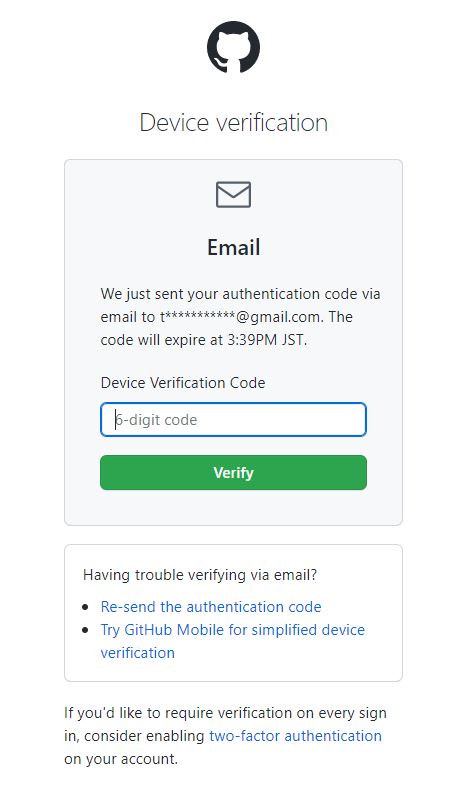 Device verification
Email
We just sent your authentication code via
email to t***********@gmail.com. The
code will expire at 3:39PM JST.
Device Verification Code
6-digit code
Verify
Having trouble verifying via email?
Re-send the authentication code
Try GitHub Mobile for simplified device
verification
If you'd like to require verification on every sign
in, consider enabling two-factor authentication
on your account.